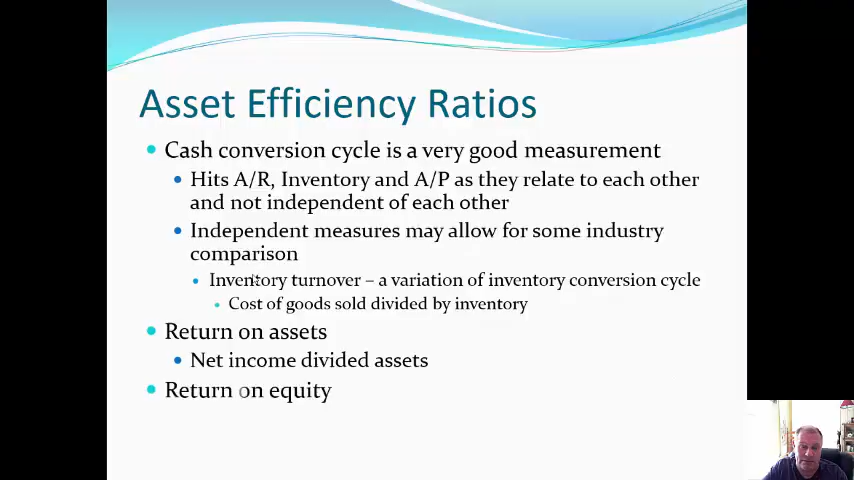 Asset Efficiency Ratios
Cash conversion cycle is a very good measurement
Hits A/R, Inventory and A/P as they relate to each other
and not independent of each other
Independent measures may allow for some industry
comparison
Inventory turnover – a variation of inventory conversion cycle
Cost of goods sold divided by inventory
Return on assets
Net income divided assets
Return on equity